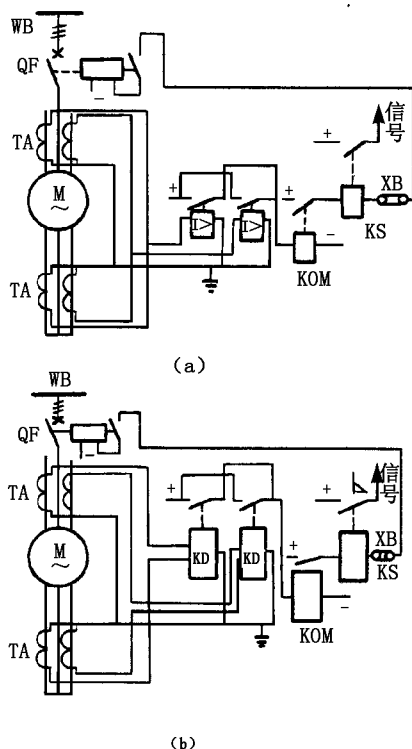 WB
QF
−
TA
M
~
TA
+
+
I>
I>
+
−
KOM
+
信号
XB
KS
(a)
WB
QF
−
TA
M
~
TA
+
+
KD
KD
+
−
KOM
+
信号
XB
KS
(b)